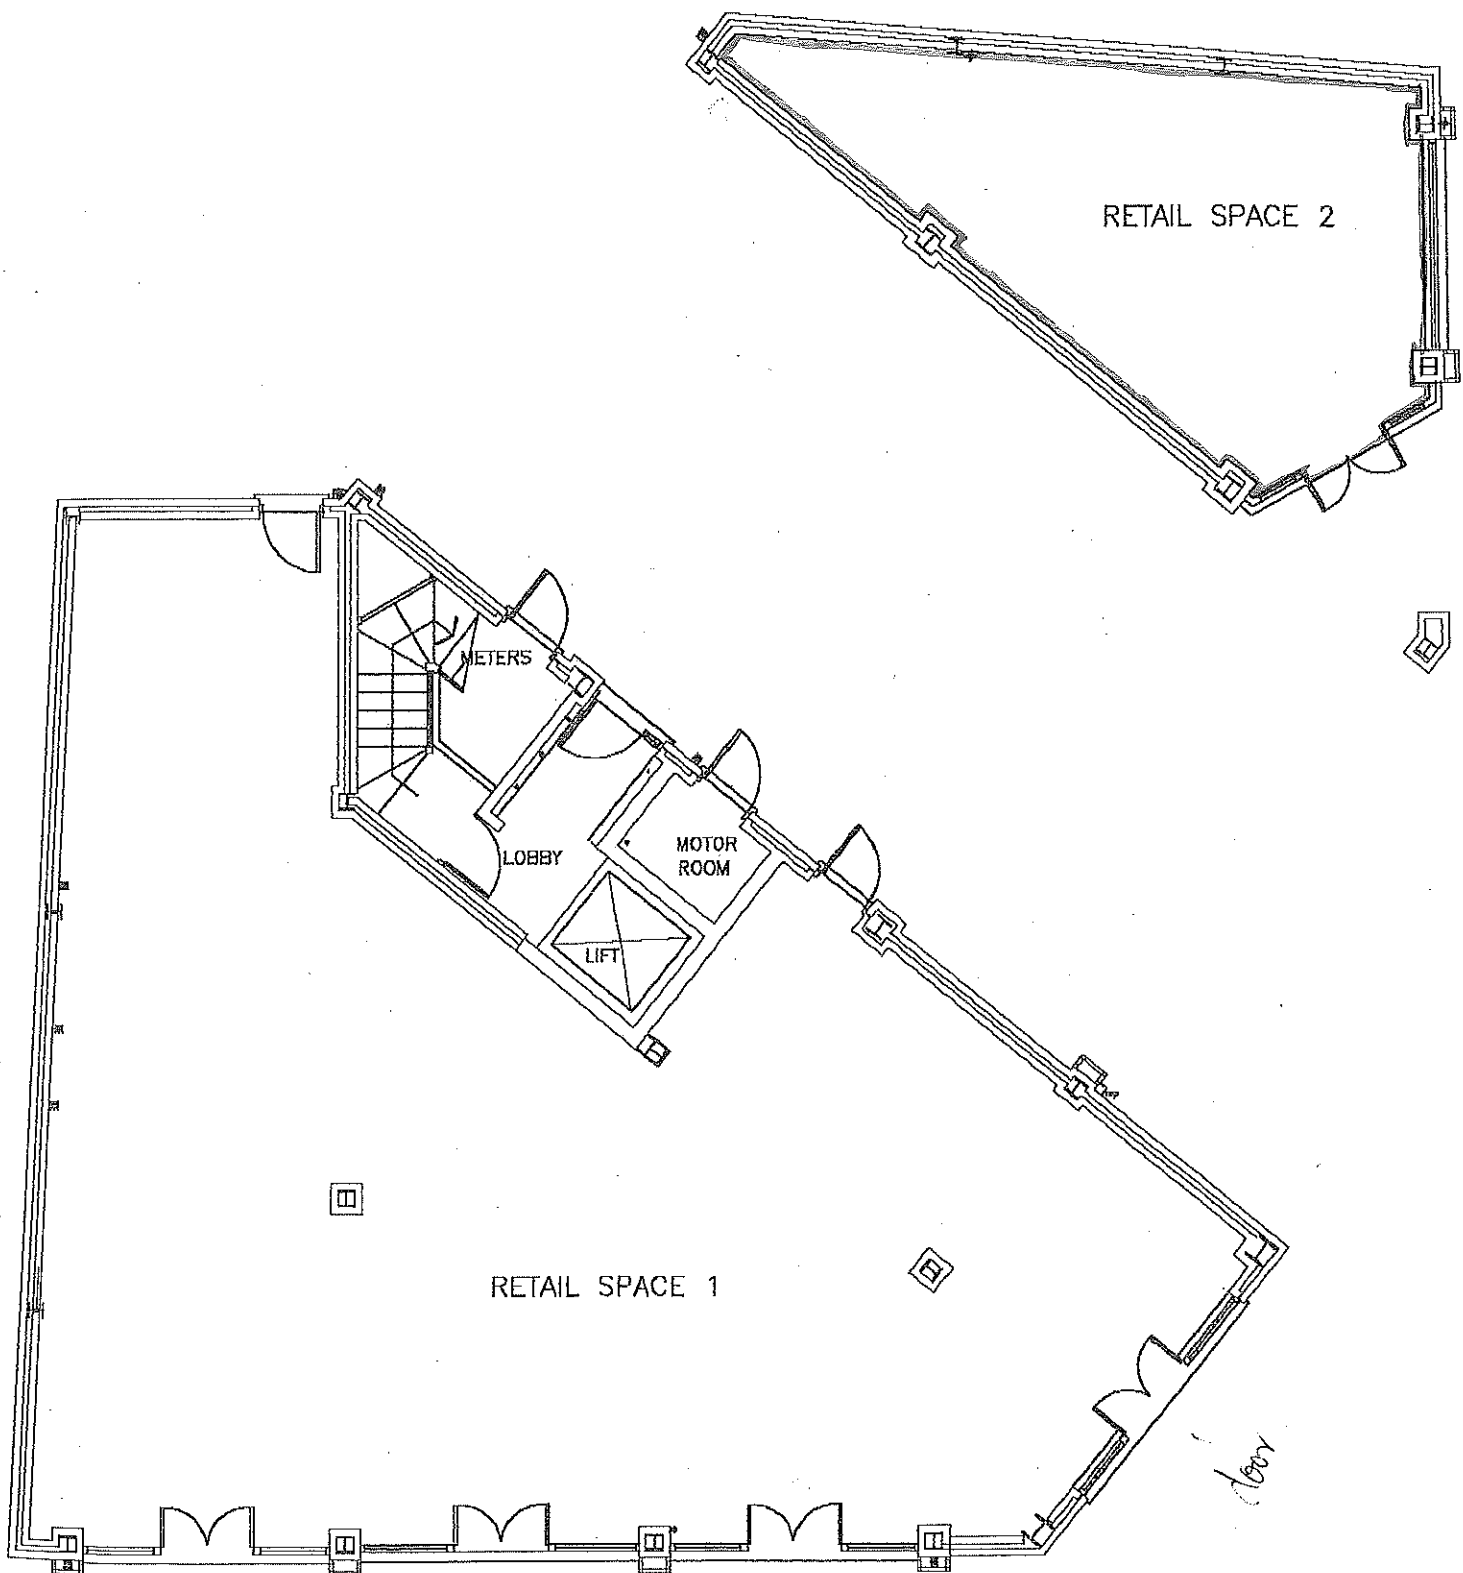 RETAIL SPACE 2
METERS
LOBBY
MOTOR
ROOM
LIFT
RETAIL SPACE 1
door